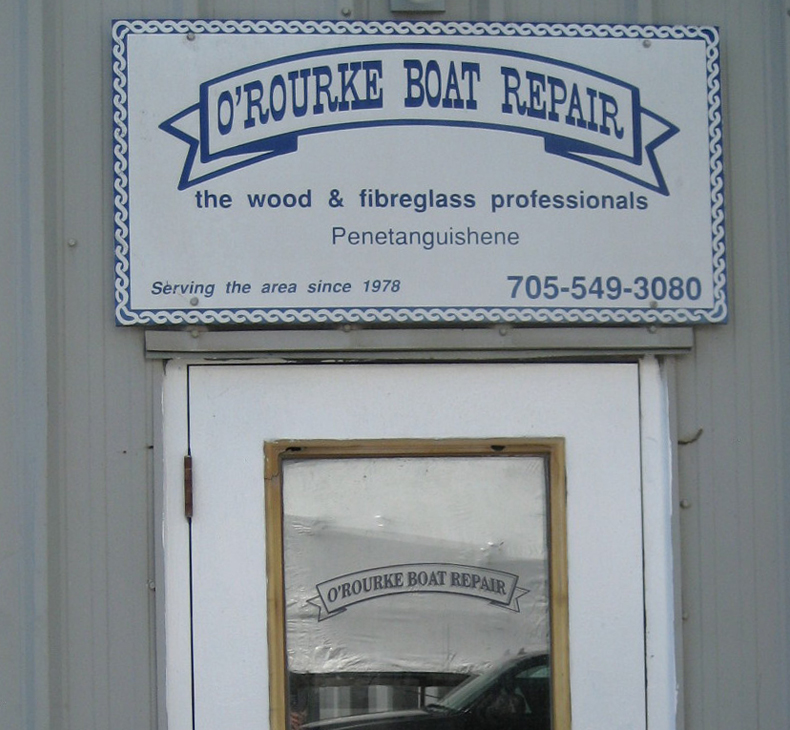 O'ROURKE BOAT REPAIR
the wood & fibreglass professionals
Penetanguishene
Serving the area since 1978
705-549-3080
O'ROURKE BOAT REPAIR